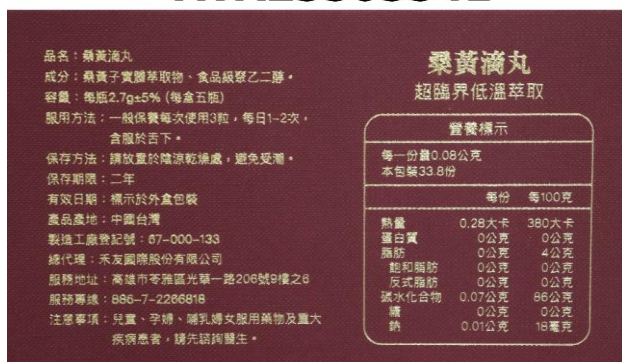 品名：桑黃滴丸
成分：桑黃子實體萃取物、食品級聚乙二醇。
容量：每瓶2.7g±5% (每盒五瓶)
服用方法：一般保養每次使用3粒，每日1~2次，
含服於舌下。
保存方法：請放置於陰涼乾燥處，避免受潮。
保存期限：二年
有效日期：標示於外盒包裝
產品產地：中國台灣
製造工廠登記號：67-000-133
總代理：禾友國際股份有限公司
服務地址：高雄市苓雅區光華一路206號9樓之6
服務專線：886-7-2266818
注意事項：兒童、孕婦、哺乳婦女服用藥物及重大
疾病患者，請先諮詢醫生。
桑黃滴丸
超臨界低溫萃取
營養標示
每一份量0.08公克
本包裝33.8份
每份 每100克
熱量 0.28大卡 380大卡
蛋白質 0公克 0公克
脂肪 0公克 4公克
飽和脂肪 0公克 0公克
反式脂肪 0公克 0公克
碳水化合物 0.07公克 86公克
糖 0公克 0公克
鈉 0.01公克 18毫克